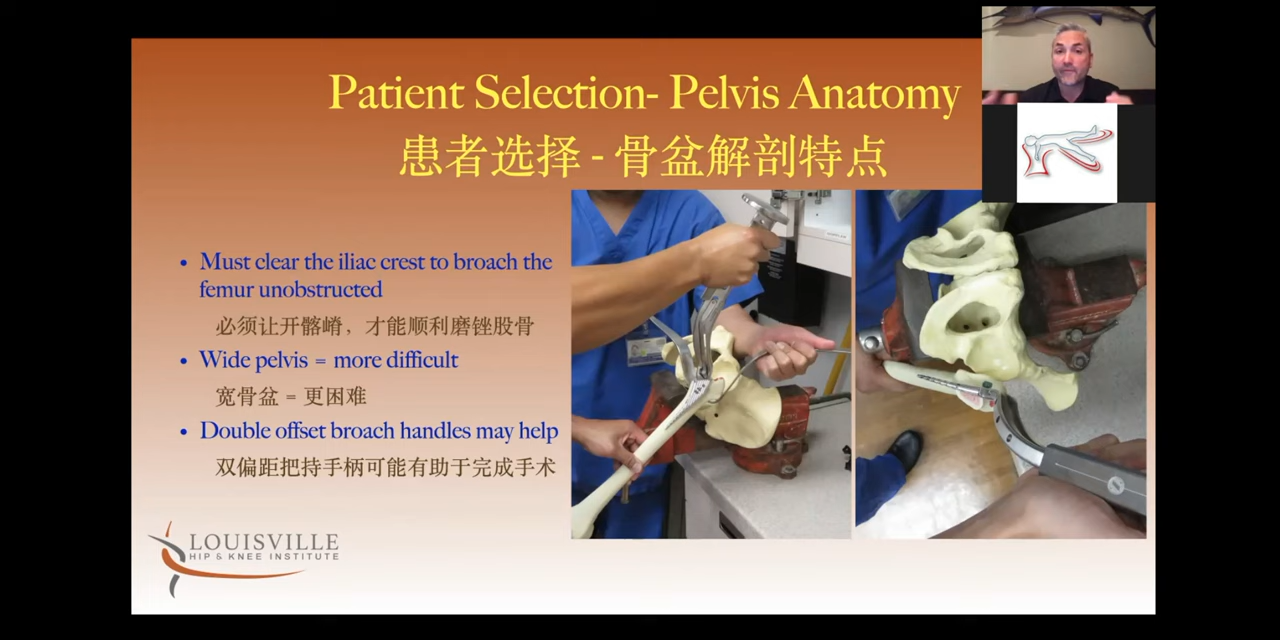 Patient Selection- Pelvis Anatomy
患者选择 - 骨盆解剖特点
• Must clear the iliac crest to broach the
femur unobstructed
必须让开髂嵴，才能顺利磨锉股骨
• Wide pelvis = more difficult
宽骨盆 = 更困难
• Double offset broach handles may help
双偏距把持手柄可能有助于完成手术
LOUISVILLE
HIP & KNEE INSTITUTE